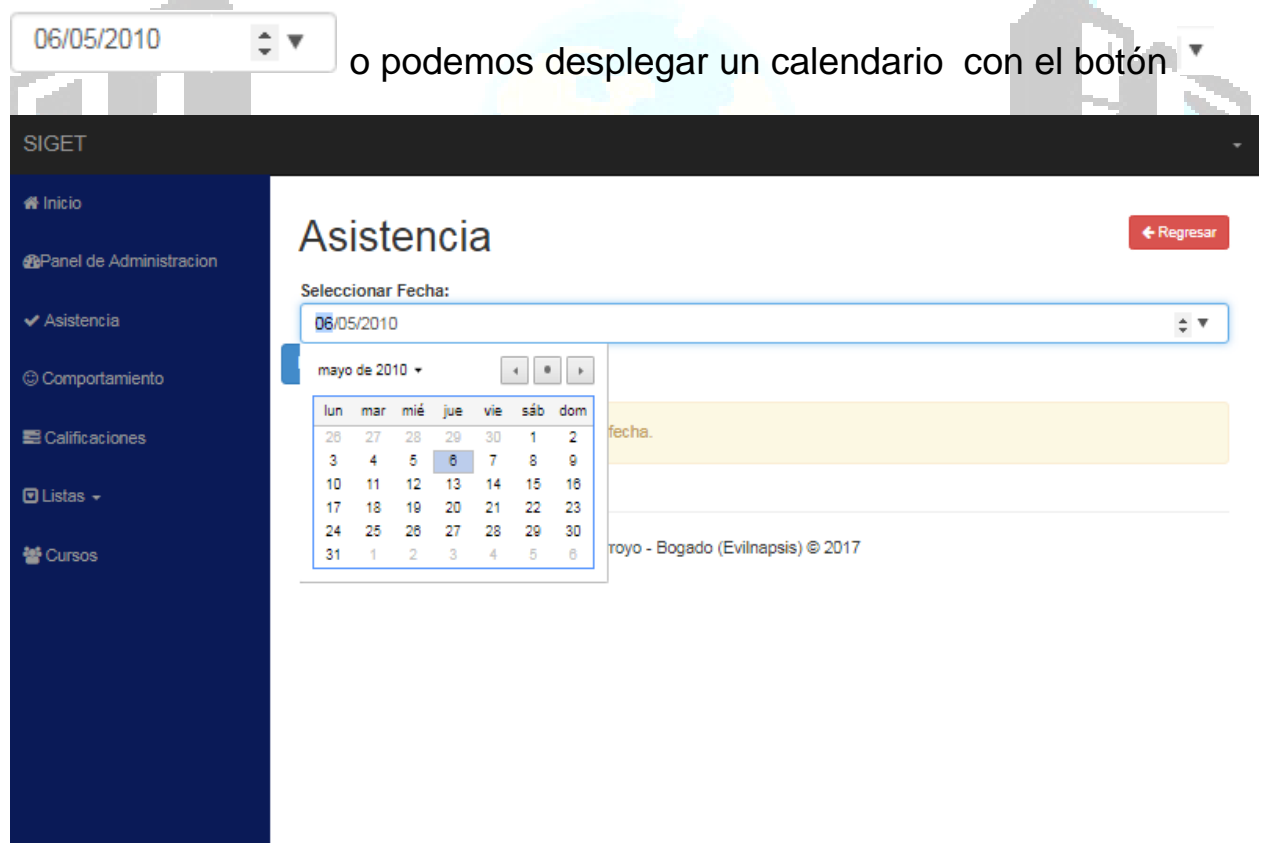 06/05/2010 o podemos desplegar un calendario con el botón
SIGET
Inicio
Panel de Administracion
Asistencia
Comportamiento
Calificaciones
Listas
Cursos
Asistencia
Regresar
Seleccionar Fecha:
06/05/2010
mayo de 2010
lun mar mié jue vie sáb dom
26 27 28 29 30 1 2
3 4 5 6 7 8 9
10 11 12 13 14 15 16
17 18 19 20 21 22 23
24 25 26 27 28 29 30
31 1 2 3 4 5 6
fecha.
royo - Bogado (Evilnapsis) © 2017